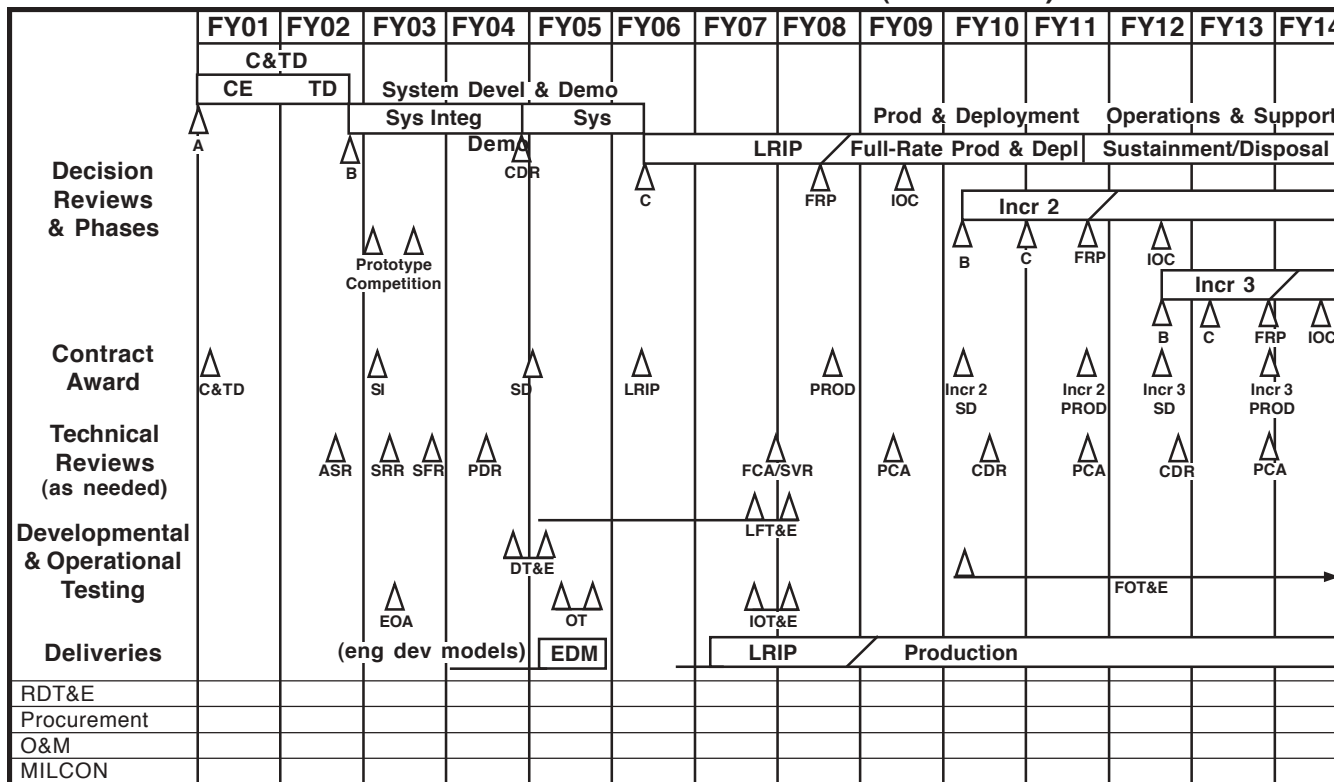 FY01 FY02 FY03 FY04 FY05 FY06 FY07 FY08 FY09 FY10 FY11 FY12 FY13 FY14
C&TD
CE TD System Devel & Demo
Sys Integ Sys Prod & Deployment Operations & Support
Demo LRIP Full-Rate Prod & Depl Sustainment/Disposal
A B CDR C FRP IOC
Decision
Reviews
& Phases
Incr 2
B C FRP IOC
Prototype
Competition
Incr 3
B C FRP IOC
Contract
Award
C&TD SI SD LRIP PROD Incr 2 Incr 2 Incr 3 Incr 3
SD PROD SD PROD
Technical
Reviews
(as needed)
ASR SRR SFR PDR FCA/SVR PCA CDR PCA CDR PCA
Developmental
& Operational
Testing
LFT&E
DT&E
FOT&E
EOA OT IOT&E
Deliveries (eng dev models) EDM LRIP Production
RDT&E
Procurement
O&M
MILCON